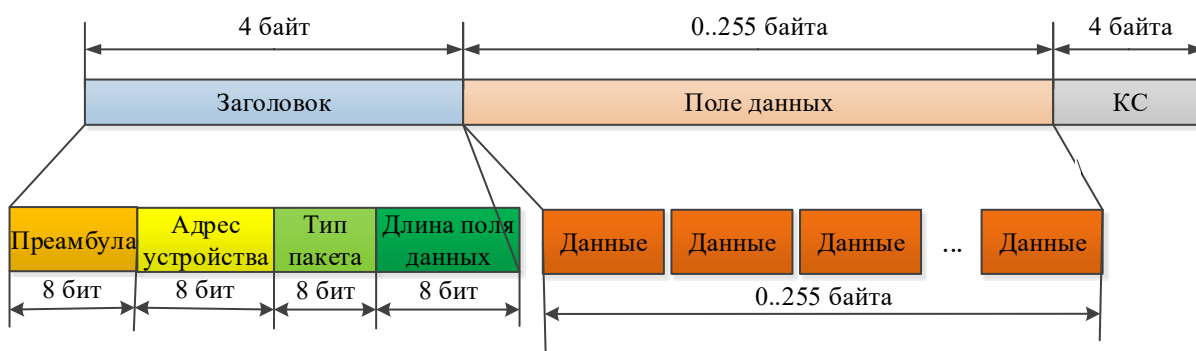 4 байт
0..255 байта
4 байта
Заголовок
Поле данных
КС
Преамбула
Адрес
устройства
Тип
пакета
Длина поля
данных
Данные
Данные
Данные
...
Данные
8 бит
8 бит
8 бит
8 бит
0..255 байта